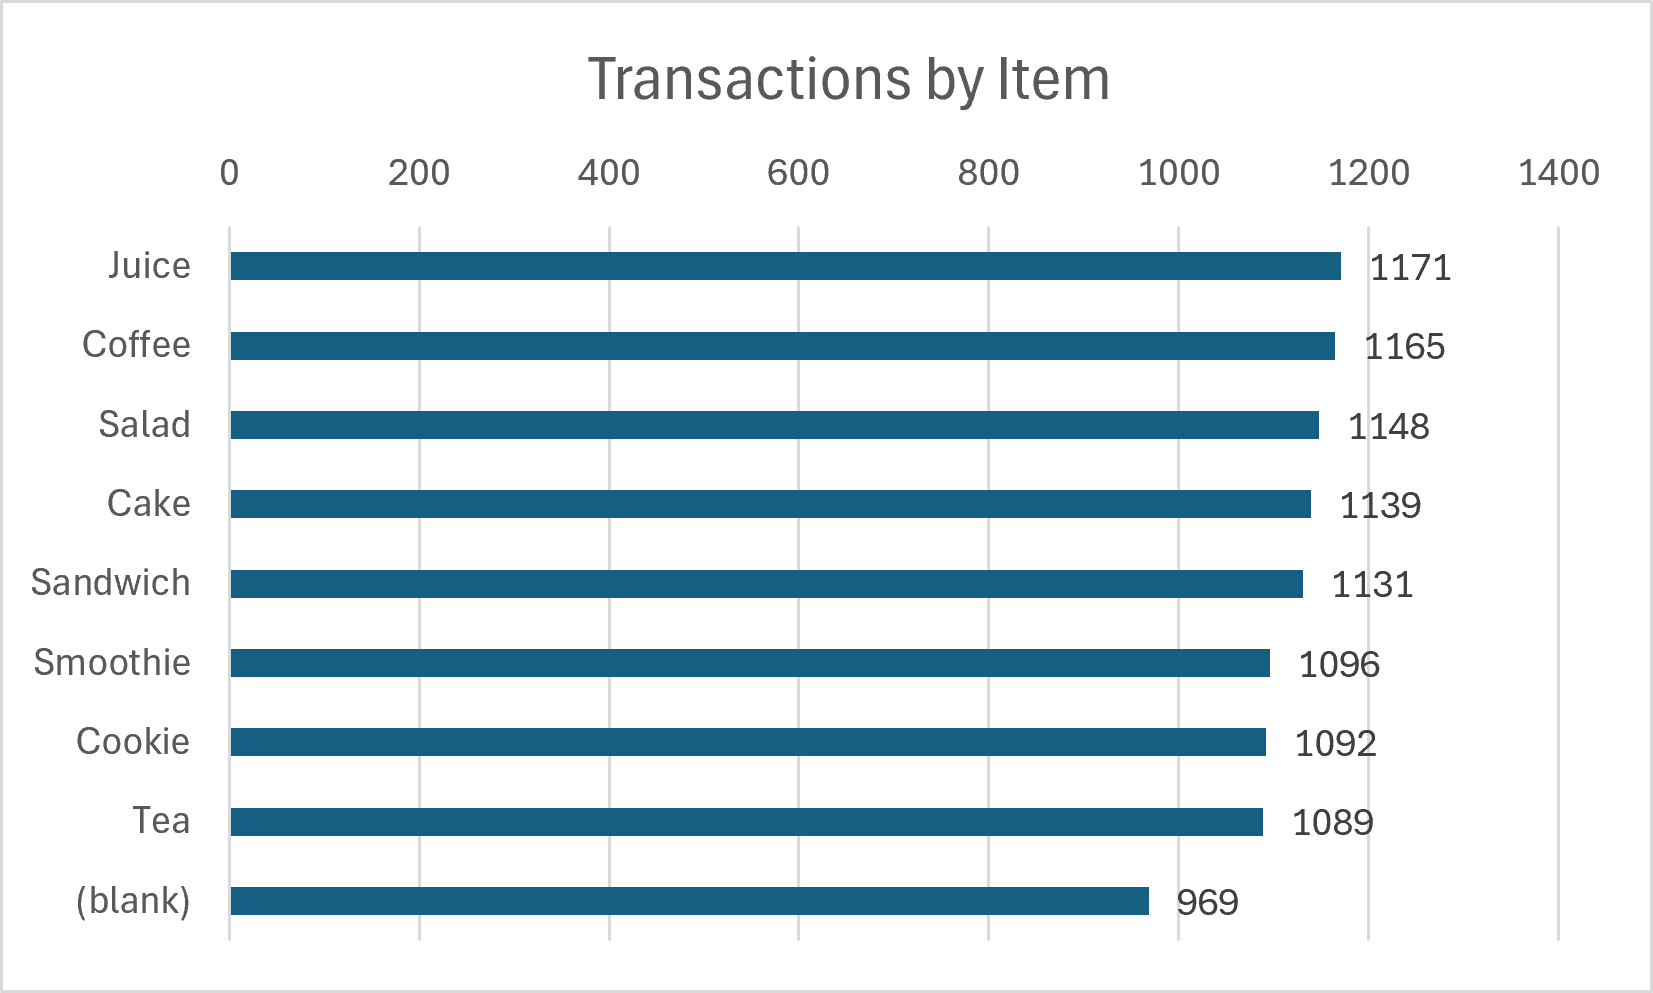 Transactions by Item
0 200 400 600 800 1000 1200 1400
Juice 1171
Coffee 1165
Salad 1148
Cake 1139
Sandwich 1131
Smoothie 1096
Cookie 1092
Tea 1089
(blank) 969